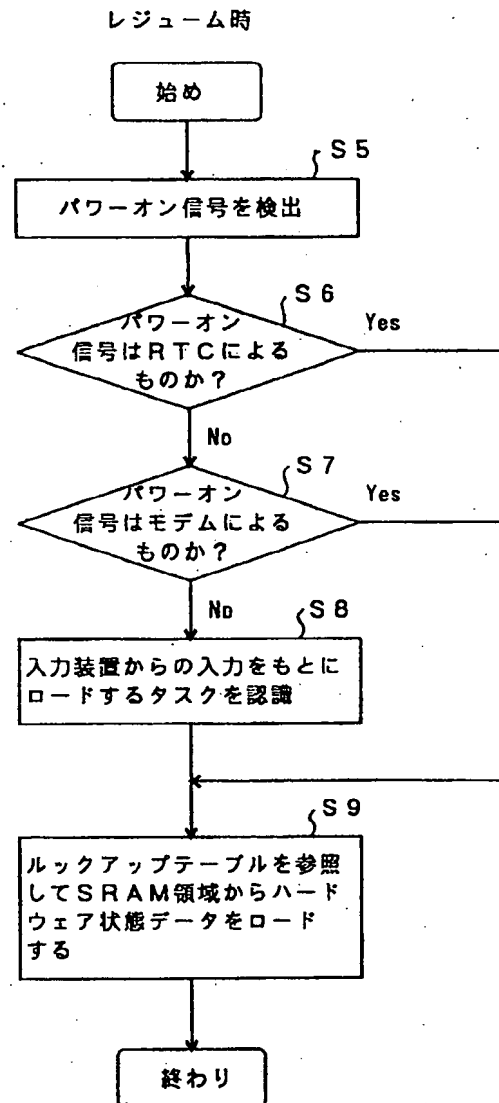 レジューム時
始め
S5
パワーオン信号を検出
S6
パワーオン
信号はRTCによる
ものか？
Yes
No
S7
パワーオン
信号はモデムによる
ものか？
Yes
No
S8
入力装置からの入力をもとに
ロードするタスクを認識
S9
ルックアップテーブルを参照
してSRAM領域からハード
ウェア状態データをロード
する
終わり